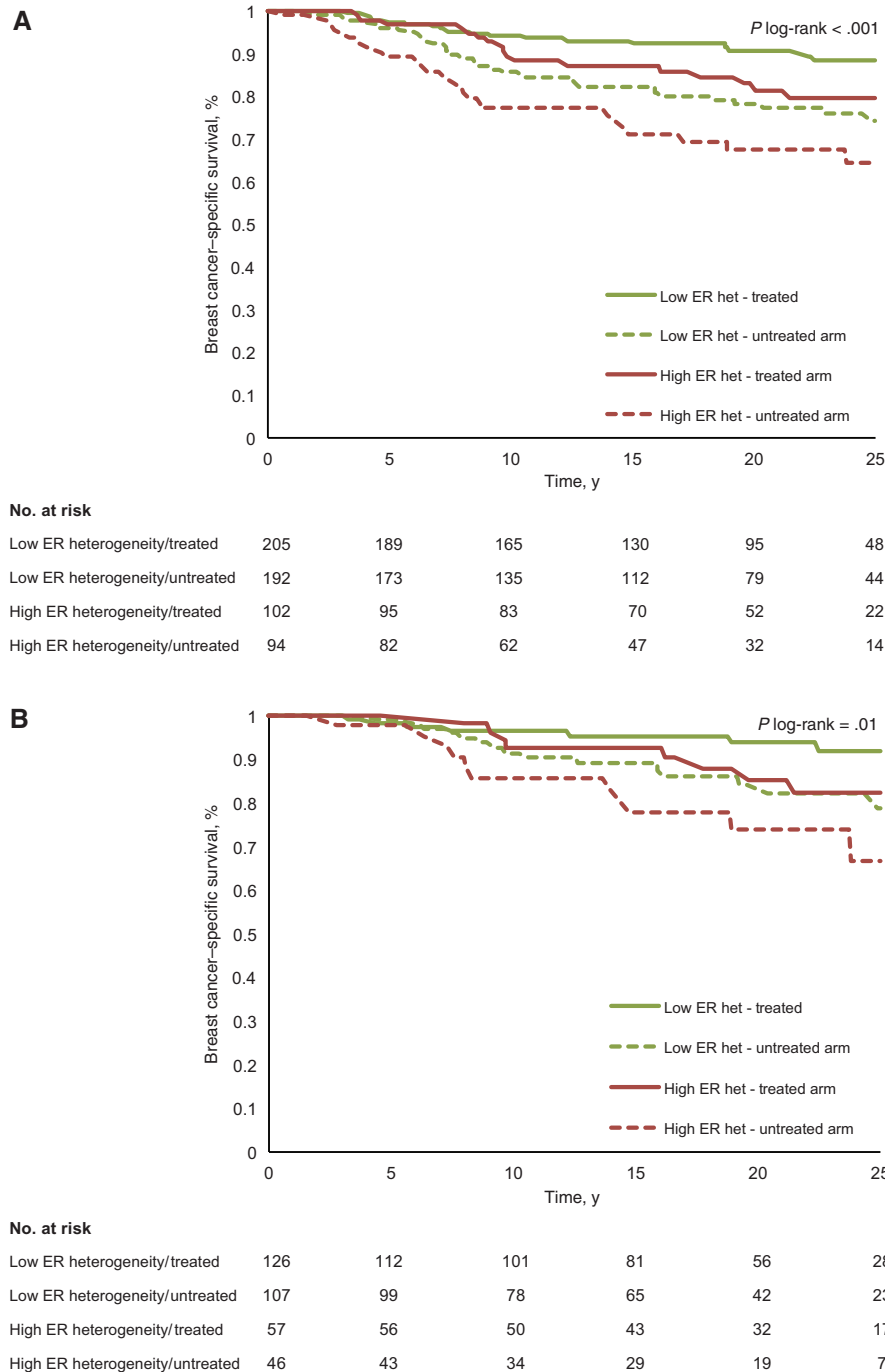 A
P log-rank < .001
Breast cancer–specific survival, %
1
0.9
0.8
0.7
0.6
0.5
0.4
0.3
0.2
0.1
0
Low ER het - treated
Low ER het - untreated arm
High ER het - treated arm
High ER het - untreated arm
0 5 10 15 20 25
Time, y
No. at risk
Low ER heterogeneity/treated 205 189 165 130 95 48
Low ER heterogeneity/untreated 192 173 135 112 79 44
High ER heterogeneity/treated 102 95 83 70 52 22
High ER heterogeneity/untreated 94 82 62 47 32 14
B
P log-rank = .01
Breast cancer–specific survival, %
1
0.9
0.8
0.7
0.6
0.5
0.4
0.3
0.2
0.1
0
Low ER het - treated
Low ER het - untreated arm
High ER het - treated arm
High ER het - untreated arm
0 5 10 15 20 25
Time, y
No. at risk
Low ER heterogeneity/treated 126 112 101 81 56 28
Low ER heterogeneity/untreated 107 99 78 65 42 23
High ER heterogeneity/treated 57 56 50 43 32 17
High ER heterogeneity/untreated 46 43 34 29 19 7